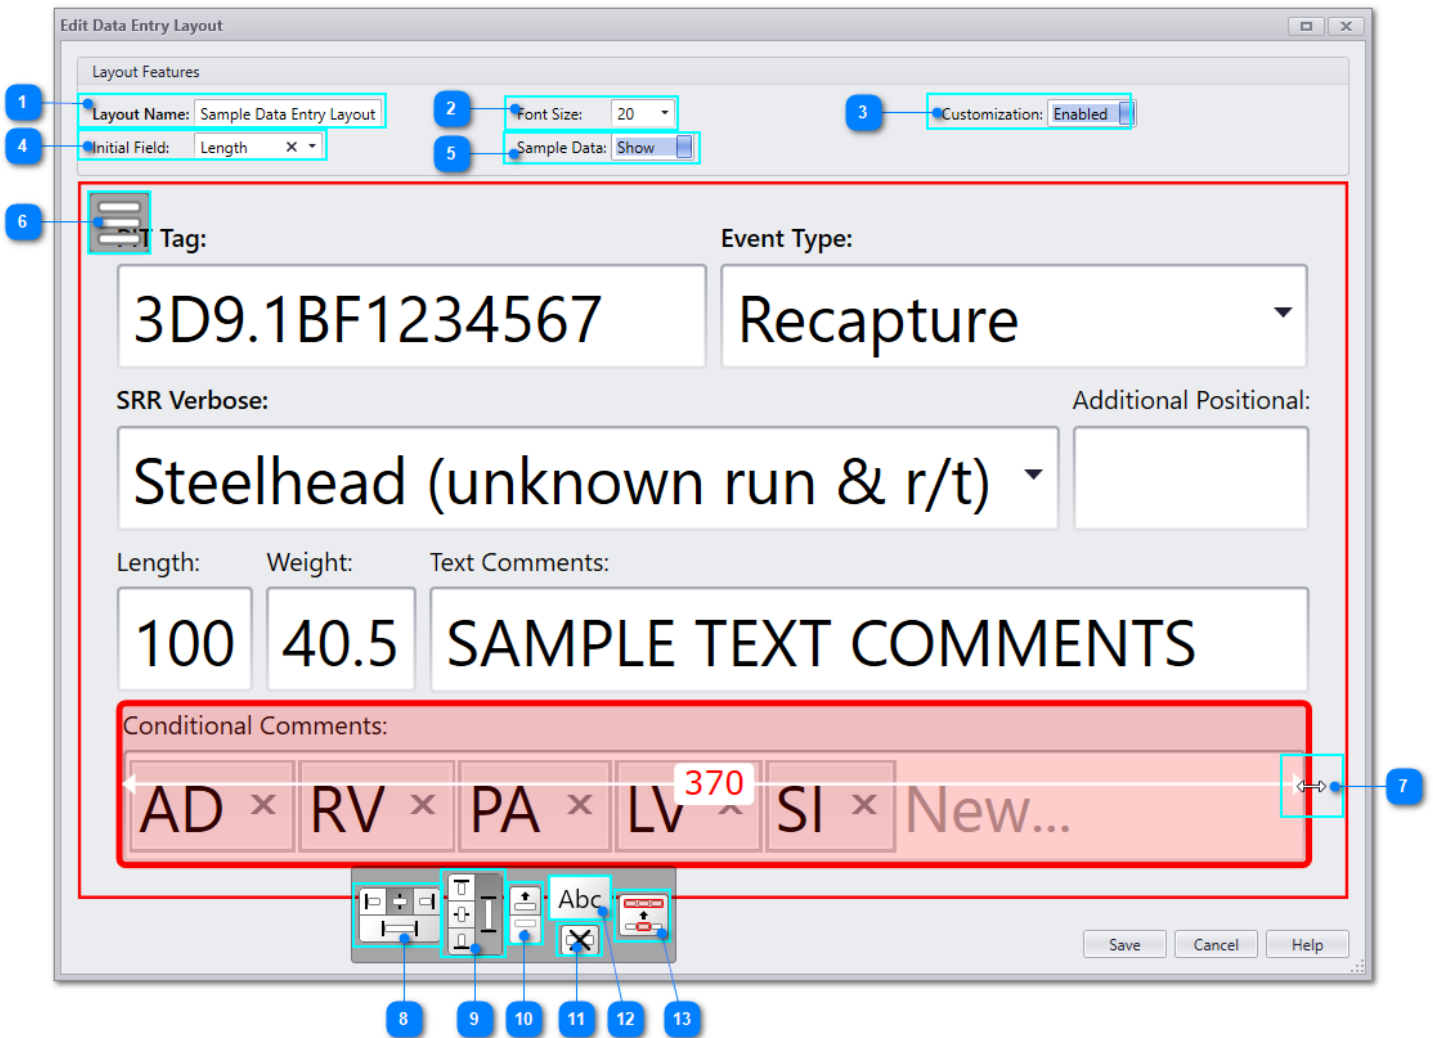 Edit Data Entry Layout
Layout Features
1 Layout Name: Sample Data Entry Layout 2 Font Size: 20 3 Customization: Enabled
4 Initial Field: Length 5 Sample Data: Show
6
PIT Tag: Event Type:
3D9.1BF1234567 Recapture
SRR Verbose: Additional Positional:
Steelhead (unknown run & r/t)
Length: Weight: Text Comments:
100 40.5 SAMPLE TEXT COMMENTS
Conditional Comments:
370 7
AD × RV × PA × LV × SI × New...
Abc
Save Cancel Help
8 9 10 11 12 13